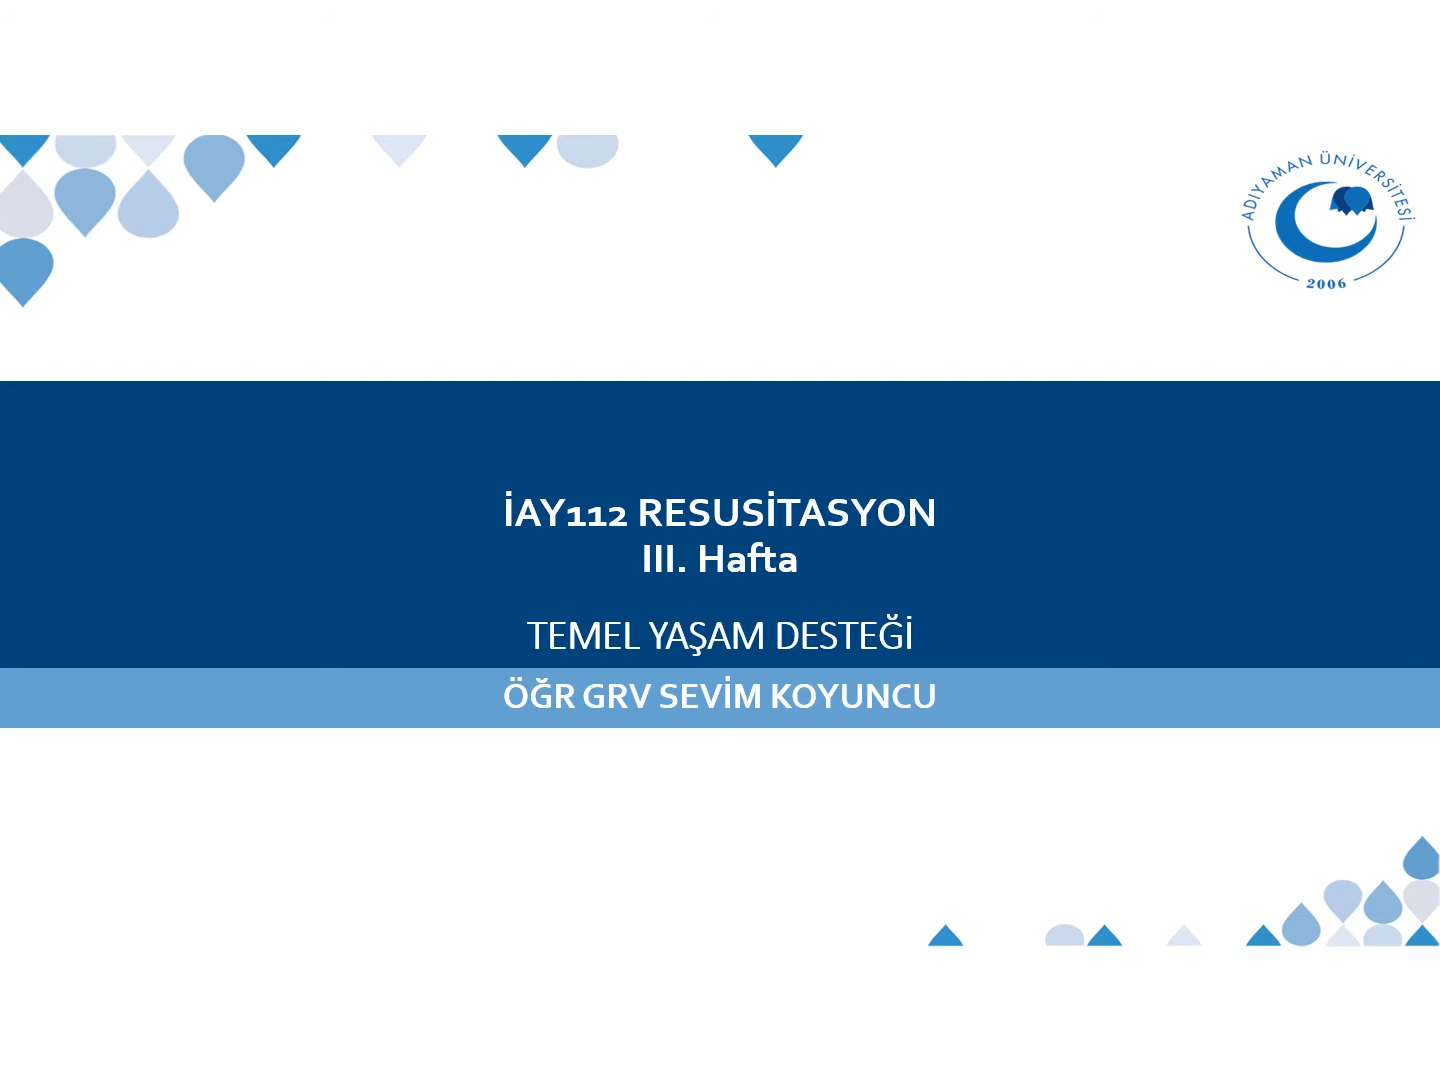 ADIYAMAN ÜNİVERSİTESİ
2006
İAY112 RESUSİTASYON
III. Hafta
TEMEL YAŞAM DESTEĞİ
ÖĞR GRV SEVİM KOYUNCU